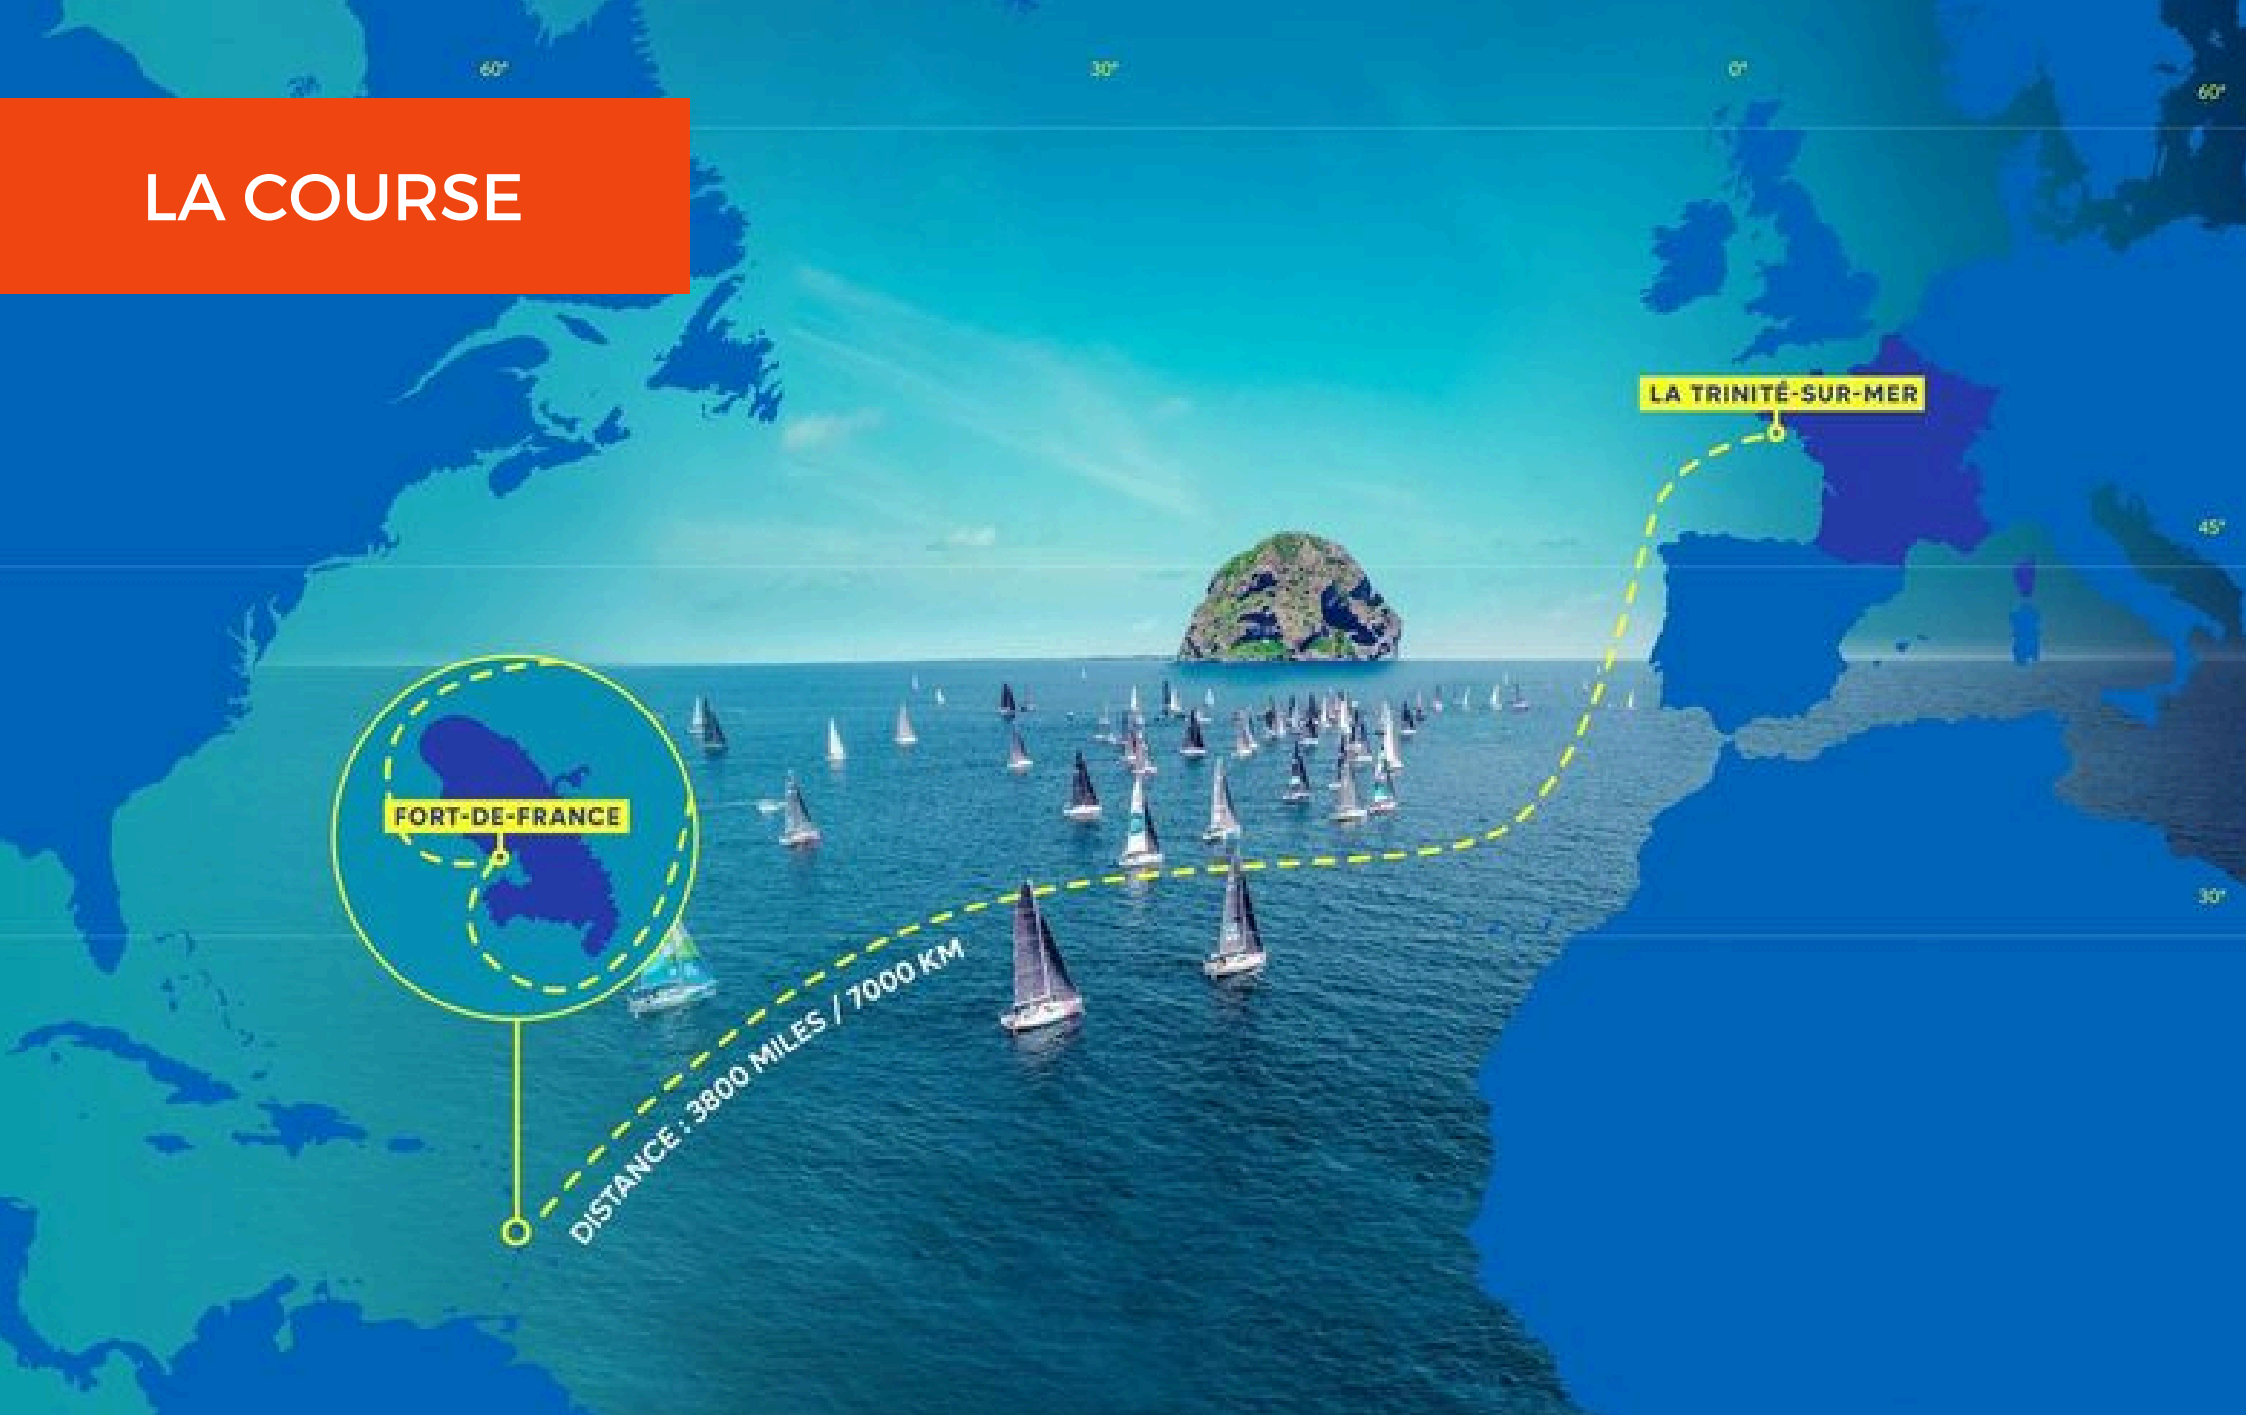 60°
30°
0°
60°
LA COURSE
LA TRINITÉ-SUR-MER
45°
FORT-DE-FRANCE
30°
DISTANCE : 3800 MILES / 7000 KM